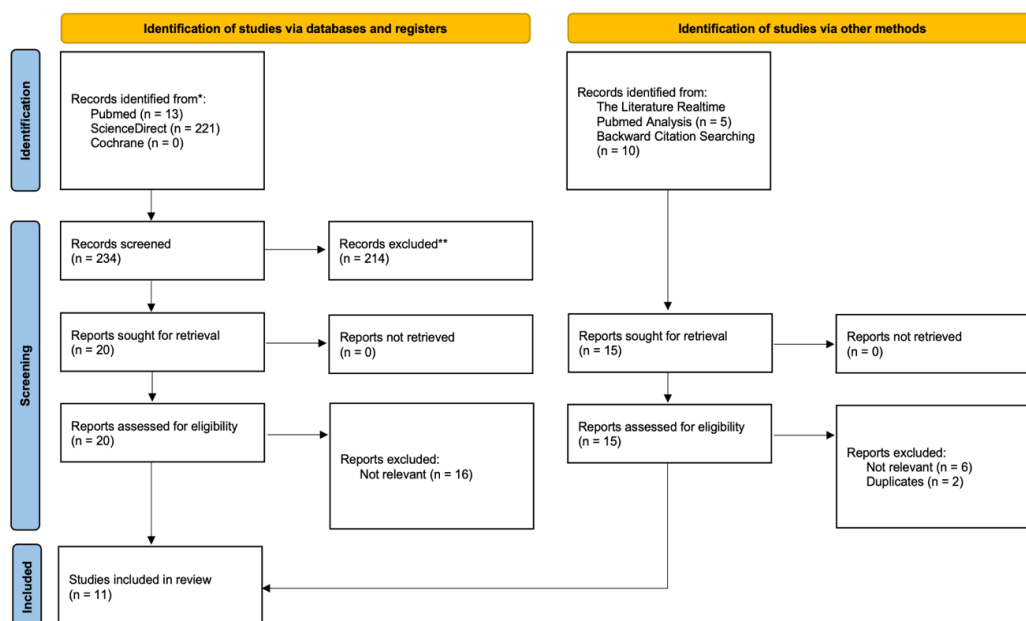 Identification of studies via databases and registers
Identification of studies via other methods
Identification
Records identified from*:
Pubmed (n = 13)
ScienceDirect (n = 221)
Cochrane (n = 0)
Records identified from:
The Literature Realtime
Pubmed Analysis (n = 5)
Backward Citation Searching
(n = 10)
Screening
Records screened
(n = 234)
Records excluded**
(n = 214)
Reports sought for retrieval
(n = 20)
Reports not retrieved
(n = 0)
Reports sought for retrieval
(n = 15)
Reports not retrieved
(n = 0)
Reports assessed for eligibility
(n = 20)
Reports excluded:
Not relevant (n = 16)
Reports assessed for eligibility
(n = 15)
Reports excluded:
Not relevant (n = 6)
Duplicates (n = 2)
Included
Studies included in review
(n = 11)